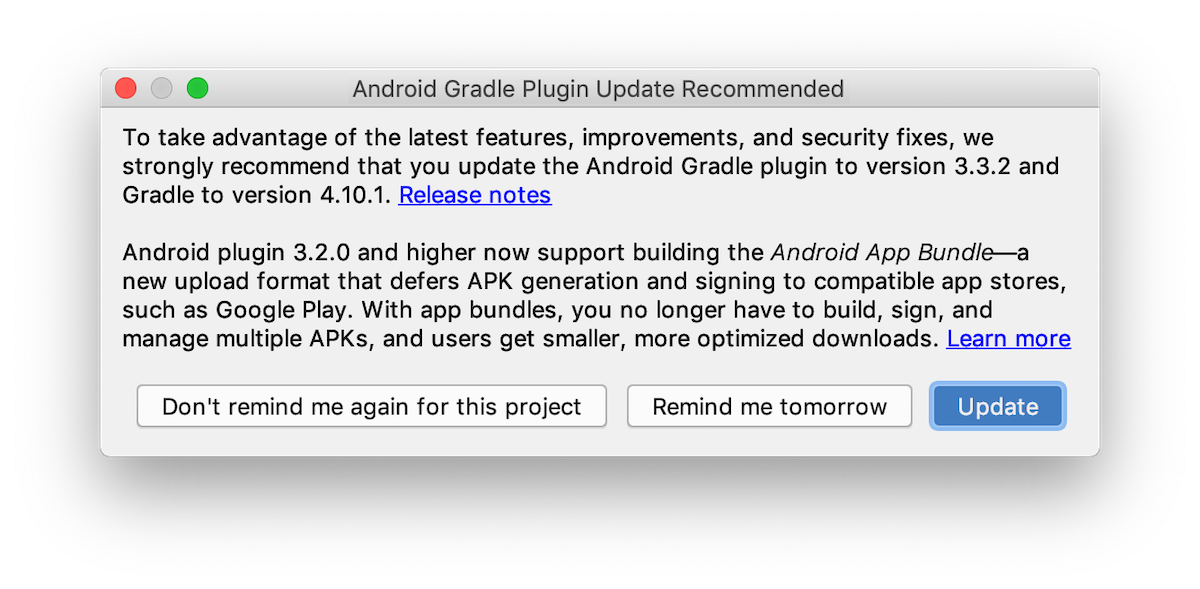 Android Gradle Plugin Update Recommended
To take advantage of the latest features, improvements, and security fixes, we
strongly recommend that you update the Android Gradle plugin to version 3.3.2 and
Gradle to version 4.10.1. Release notes
Android plugin 3.2.0 and higher now support building the Android App Bundle—a
new upload format that defers APK generation and signing to compatible app stores,
such as Google Play. With app bundles, you no longer have to build, sign, and
manage multiple APKs, and users get smaller, more optimized downloads. Learn more
Don't remind me again for this project
Remind me tomorrow
Update